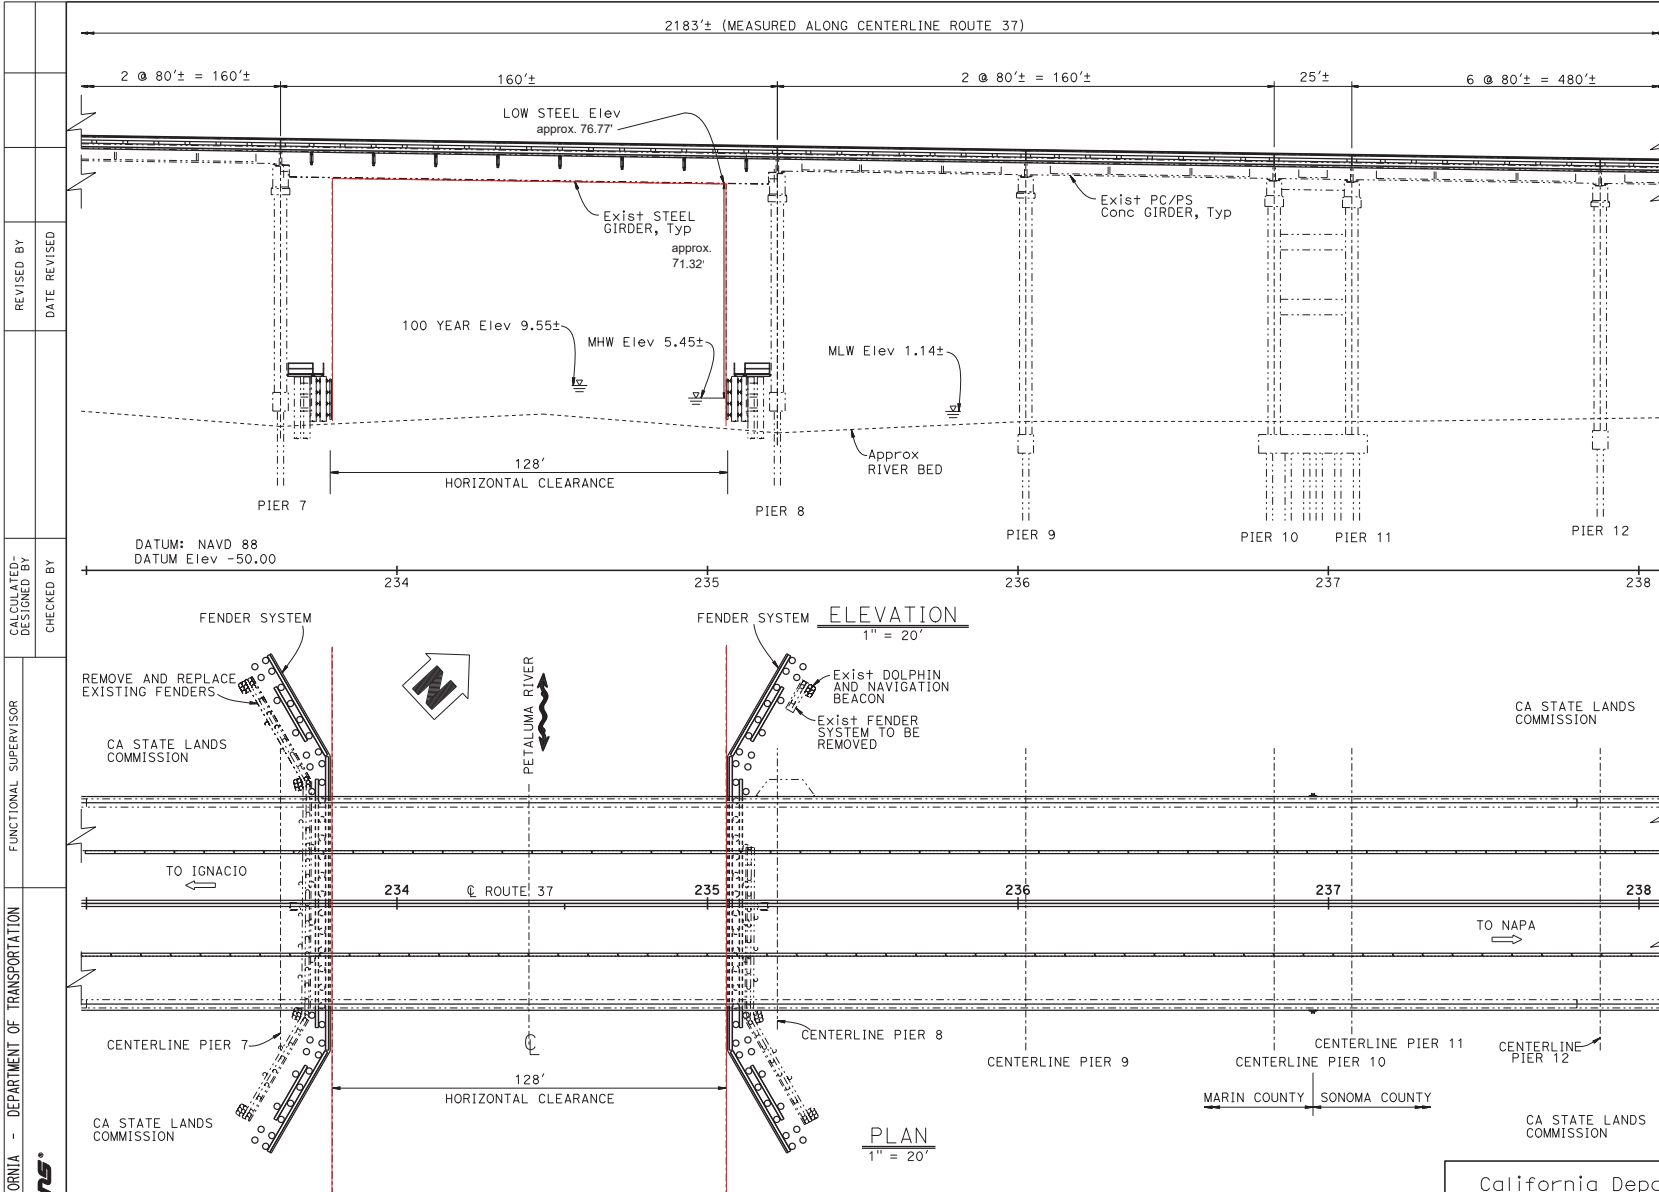 2183'± (MEASURED ALONG CENTERLINE ROUTE 37)
2 @ 80'± = 160'±
160'±
2 @ 80'± = 160'±
25'±
6 @ 80'± = 480'±
LOW STEEL Elev
approx. 76.77'
Exist STEEL
GIRDER, Typ
approx.
71.32'
Exist PC/PS
Conc GIRDER, Typ
100 YEAR Elev 9.55±
MHW Elev 5.45±
MLW Elev 1.14±
Approx
RIVER BED
128'
HORIZONTAL CLEARANCE
PIER 7
PIER 8
PIER 9
PIER 10
PIER 11
PIER 12
DATUM: NAVD 88
DATUM Elev -50.00
234
235
236
237
238
ELEVATION
1" = 20'
FENDER SYSTEM
FENDER SYSTEM
REMOVE AND REPLACE
EXISTING FENDERS
N
PETALUMA RIVER
Exist DOLPHIN
AND NAVIGATION
BEACON
Exist FENDER
SYSTEM TO BE
REMOVED
CA STATE LANDS
COMMISSION
CA STATE LANDS
COMMISSION
TO IGNACIO
234
℄ ROUTE 37
235
236
237
238
TO NAPA
CENTERLINE PIER 7
℄
CENTERLINE PIER 8
CENTERLINE PIER 9
CENTERLINE PIER 10
CENTERLINE PIER 11
CENTERLINE
PIER 12
128'
HORIZONTAL CLEARANCE
MARIN COUNTY
SONOMA COUNTY
CA STATE LANDS
COMMISSION
CA STATE LANDS
COMMISSION
PLAN
1" = 20'
California Depa
REVISED BY
DATE REVISED
CALCULATED-
DESIGNED BY
CHECKED BY
FUNCTIONAL SUPERVISOR
ORNIA - DEPARTMENT OF TRANSPORTATION
ns®